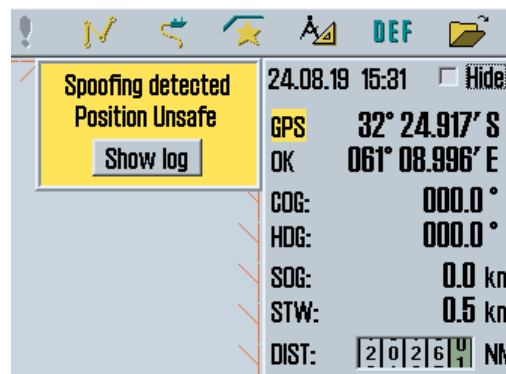 DEF
Spoofing detected
Position Unsafe
Show log
24.08.19 15:31 Hide
GPS 32° 24.917′ S
OK 061° 08.996′ E
COG: 000.0 °
HDG: 000.0 °
SOG: 0.0 kn
STW: 0.5 kn
DIST: 2026 NM